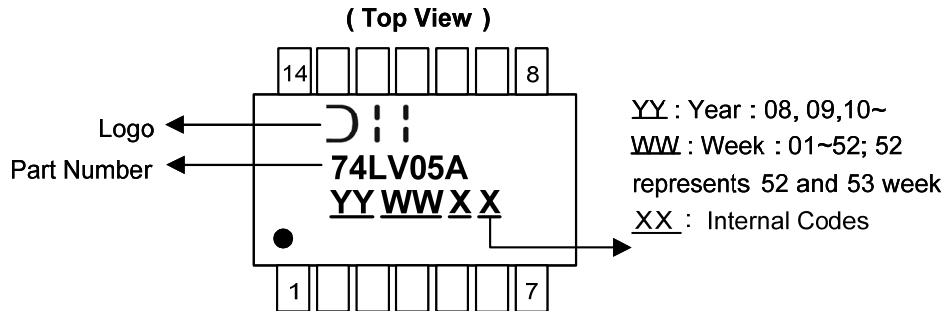 ( Top View )
14 8
Logo
Part Number
74LV05A
YY WW X X
1 7
YY : Year : 08, 09,10~
WW : Week : 01~52; 52
represents 52 and 53 week
XX : Internal Codes